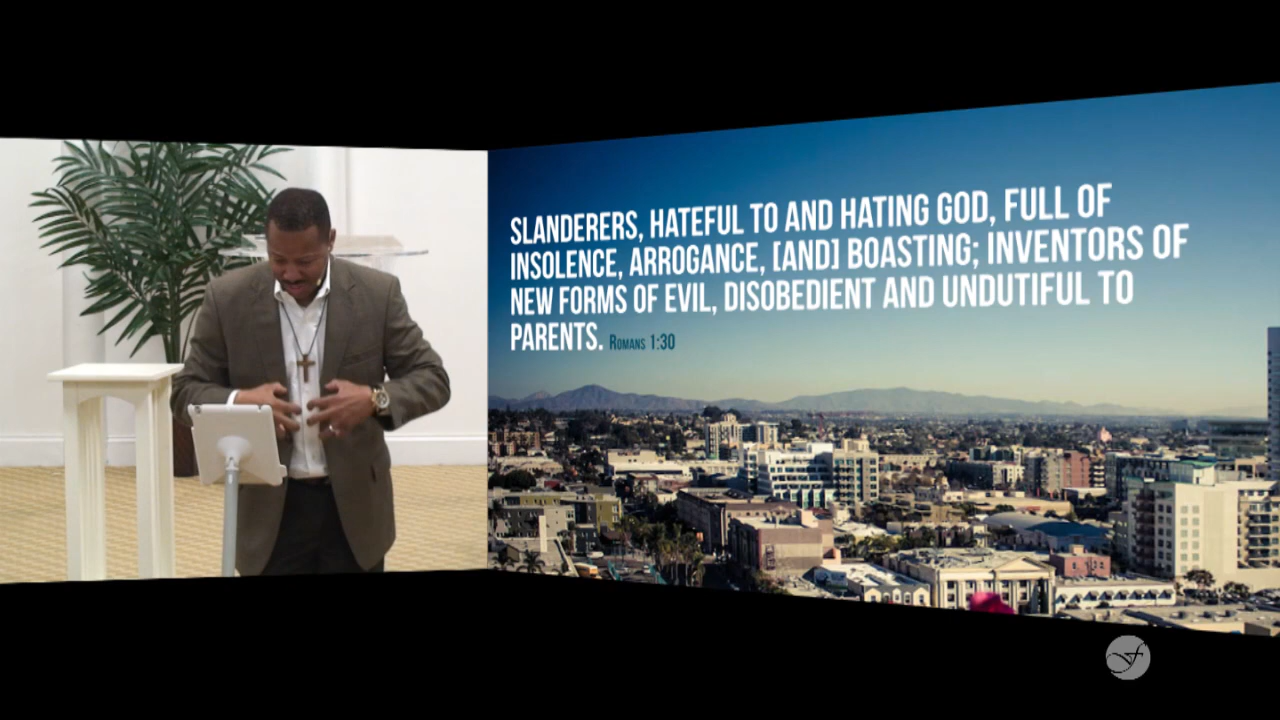 SLANDERERS, HATEFUL TO AND HATING GOD, FULL OF
INSOLENCE, ARROGANCE, [AND] BOASTING; INVENTORS OF
NEW FORMS OF EVIL, DISOBEDIENT AND UNDUTIFUL TO
PARENTS. ROMANS 1:30